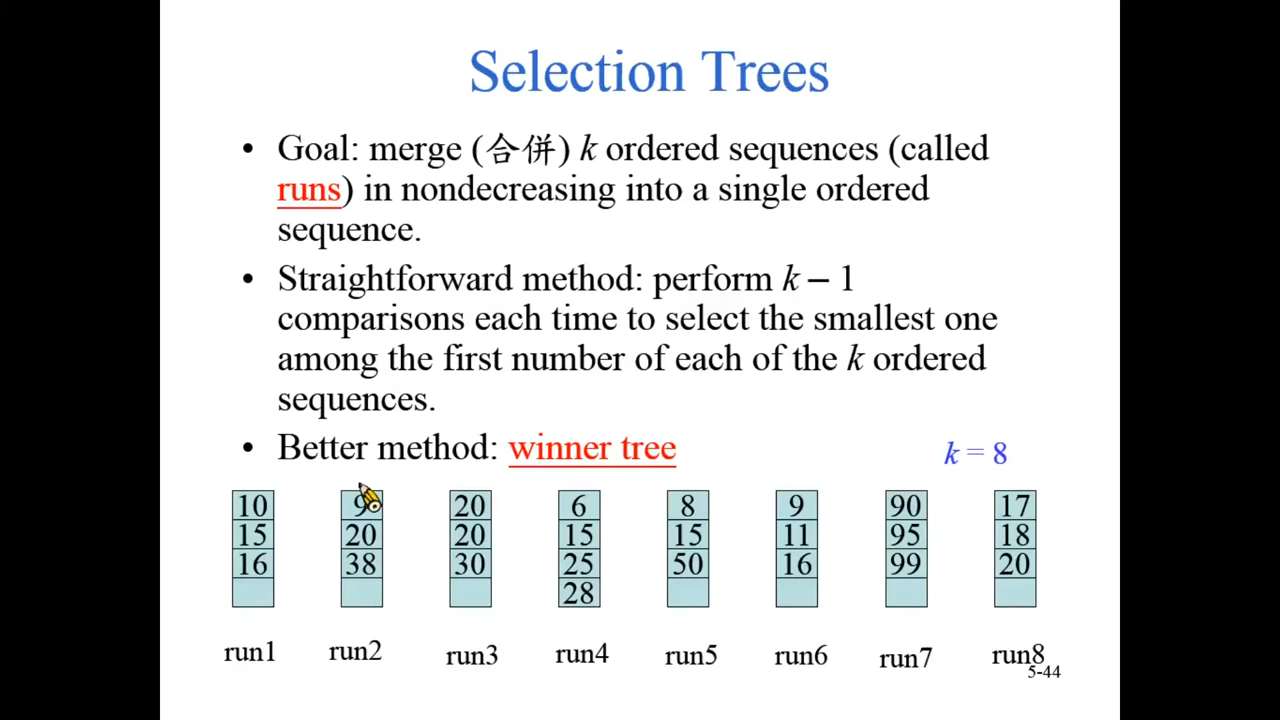 Selection Trees
• Goal: merge (合併) k ordered sequences (called
runs) in nondecreasing into a single ordered
sequence.
• Straightforward method: perform k – 1
comparisons each time to select the smallest one
among the first number of each of the k ordered
sequences.
• Better method: winner tree
k = 8
10 9 20 6 8 9 90 17
15 20 20 15 15 11 95 18
16 38 30 25 50 16 99 20
28
run1 run2 run3 run4 run5 run6 run7 run8
5-44